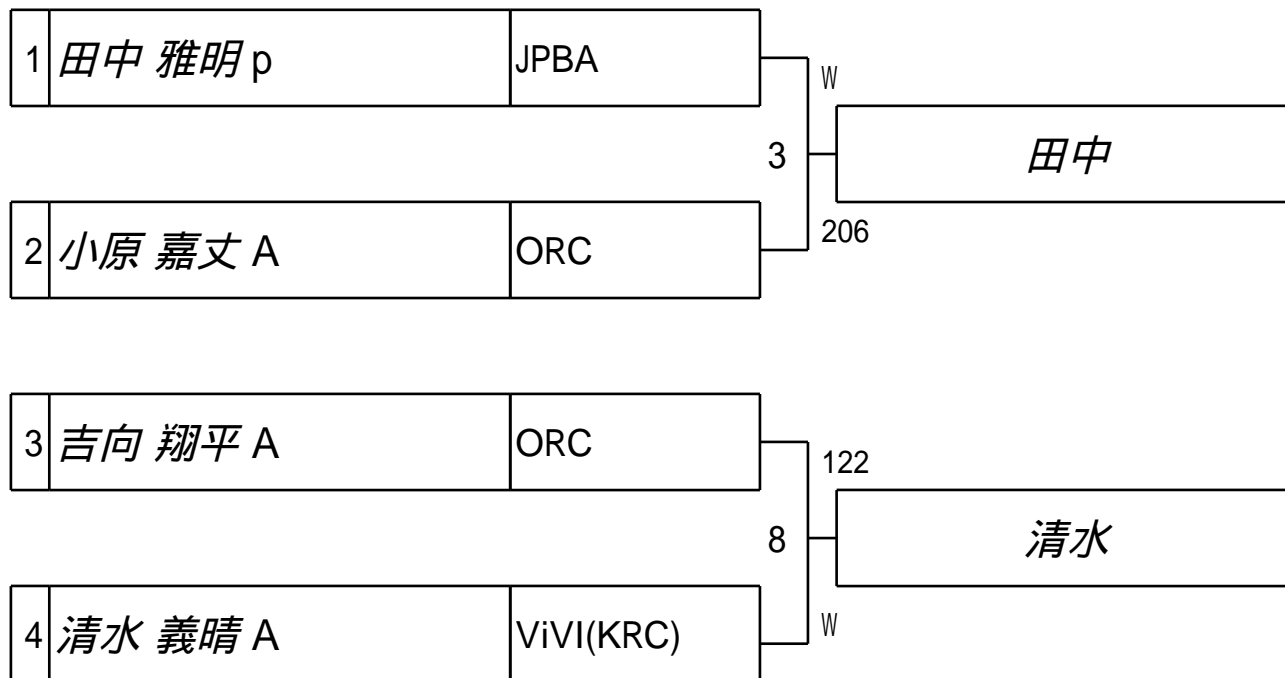 1 田中 雅明 p JPBA
W
3 田中
206
2 小原 嘉丈 A ORC
3 吉向 翔平 A ORC
122
8 清水
W
4 清水 義晴 A ViVI(KRC)